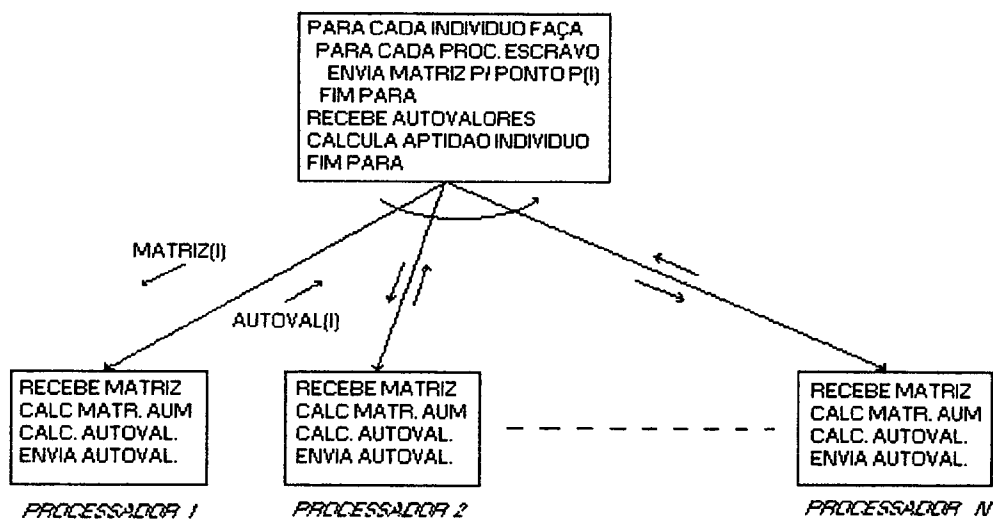 PARA CADA INDIVIDUO FAÇA
PARA CADA PROC. ESCRAVO
ENVIA MATRIZ P/ PONTO P(I)
FIM PARA
RECEBE AUTOVALORES
CALCULA APTIDAO INDIVIDUO
FIM PARA
MATRIZ(I)
AUTOVAL(I)
RECEBE MATRIZ
CALC MATR. AUM
CALC. AUTOVAL.
ENVIA AUTOVAL.
RECEBE MATRIZ
CALC MATR. AUM
CALC. AUTOVAL.
ENVIA AUTOVAL.
RECEBE MATRIZ
CALC MATR. AUM
CALC. AUTOVAL.
ENVIA AUTOVAL.
PROCESSADOR 1
PROCESSADOR 2
PROCESSADOR N